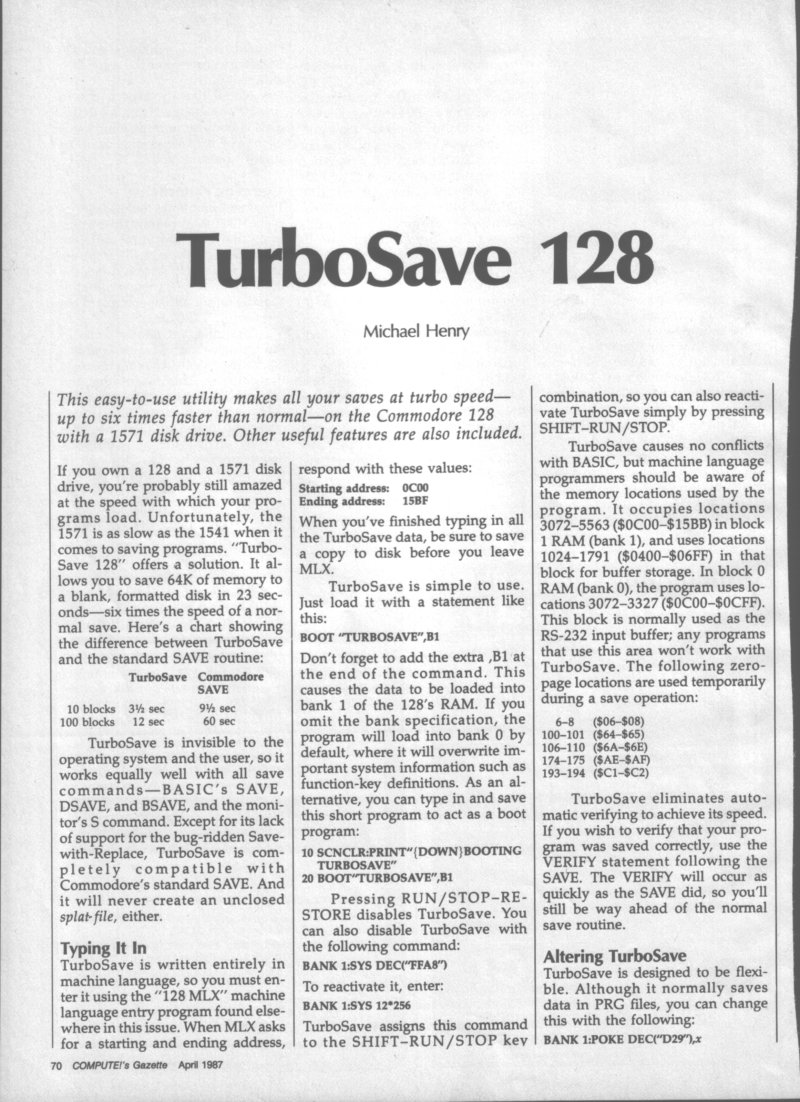 TurboSave 128
Michael Henry
This easy-to-use utility makes all your saves at turbo speed—
up to six times faster than normal—on the Commodore 128
with a 1571 disk drive. Other useful features are also included.
If you own a 128 and a 1571 disk
drive, you're probably still amazed
at the speed with which your pro-
grams load. Unfortunately, the
1571 is as slow as the 1541 when it
comes to saving programs. "Turbo-
Save 128" offers a solution. It al-
lows you to save 64K of memory to
a blank, formatted disk in 23 sec-
onds—six times the speed of a nor-
mal save. Here's a chart showing
the difference between TurboSave
and the standard SAVE routine:
TurboSave Commodore
SAVE
10 blocks 3½ sec 9½ sec
100 blocks 12 sec 60 sec
TurboSave is invisible to the
operating system and the user, so it
works equally well with all save
commands—BASIC's SAVE,
DSAVE, and BSAVE, and the moni-
tor's S command. Except for its lack
of support for the bug-ridden Save-
with-Replace, TurboSave is com-
pletely compatible with
Commodore's standard SAVE. And
it will never create an unclosed
splat-file, either.
Typing It In
TurboSave is written entirely in
machine language, so you must en-
ter it using the "128 MLX" machine
language entry program found else-
where in this issue. When MLX asks
for a starting and ending address,
respond with these values:
Starting address: 0C00
Ending address: 15BF
When you've finished typing in all
the TurboSave data, be sure to save
a copy to disk before you leave
MLX.
TurboSave is simple to use.
Just load it with a statement like
this:
BOOT "TURBOSAVE",B1
Don't forget to add the extra ,B1 at
the end of the command. This
causes the data to be loaded into
bank 1 of the 128's RAM. If you
omit the bank specification, the
program will load into bank 0 by
default, where it will overwrite im-
portant system information such as
function-key definitions. As an al-
ternative, you can type in and save
this short program to act as a boot
program:
10 SCNCLR:PRINT"{DOWN}BOOTING
TURBOSAVE"
20 BOOT"TURBOSAVE",B1
Pressing RUN/STOP–RE-
STORE disables TurboSave. You
can also disable TurboSave with
the following command:
BANK 1:SYS DEC("FFA8")
To reactivate it, enter:
BANK 1:SYS 12*256
TurboSave assigns this command
to the SHIFT–RUN/STOP key
combination, so you can also reacti-
vate TurboSave simply by pressing
SHIFT–RUN/STOP.
TurboSave causes no conflicts
with BASIC, but machine language
programmers should be aware of
the memory locations used by the
program. It occupies locations
3072–5563 ($0C00–$15BB) in block
1 RAM (bank 1), and uses locations
1024–1791 ($0400–$06FF) in that
block for buffer storage. In block 0
RAM (bank 0), the program uses lo-
cations 3072–3327 ($0C00–$0CFF).
This block is normally used as the
RS-232 input buffer; any programs
that use this area won't work with
TurboSave. The following zero-
page locations are used temporarily
during a save operation:
6–8 ($06–$08)
100–101 ($64–$65)
106–110 ($6A–$6E)
174–175 ($AE–$AF)
193–194 ($C1–$C2)
TurboSave eliminates auto-
matic verifying to achieve its speed.
If you wish to verify that your pro-
gram was saved correctly, use the
VERIFY statement following the
SAVE. The VERIFY will occur as
quickly as the SAVE did, so you'll
still be way ahead of the normal
save routine.
Altering TurboSave
TurboSave is designed to be flexi-
ble. Although it normally saves
data in PRG files, you can change
this with the following:
BANK 1:POKE DEC("D29"),x
70 COMPUTE!'s Gazette April 1987